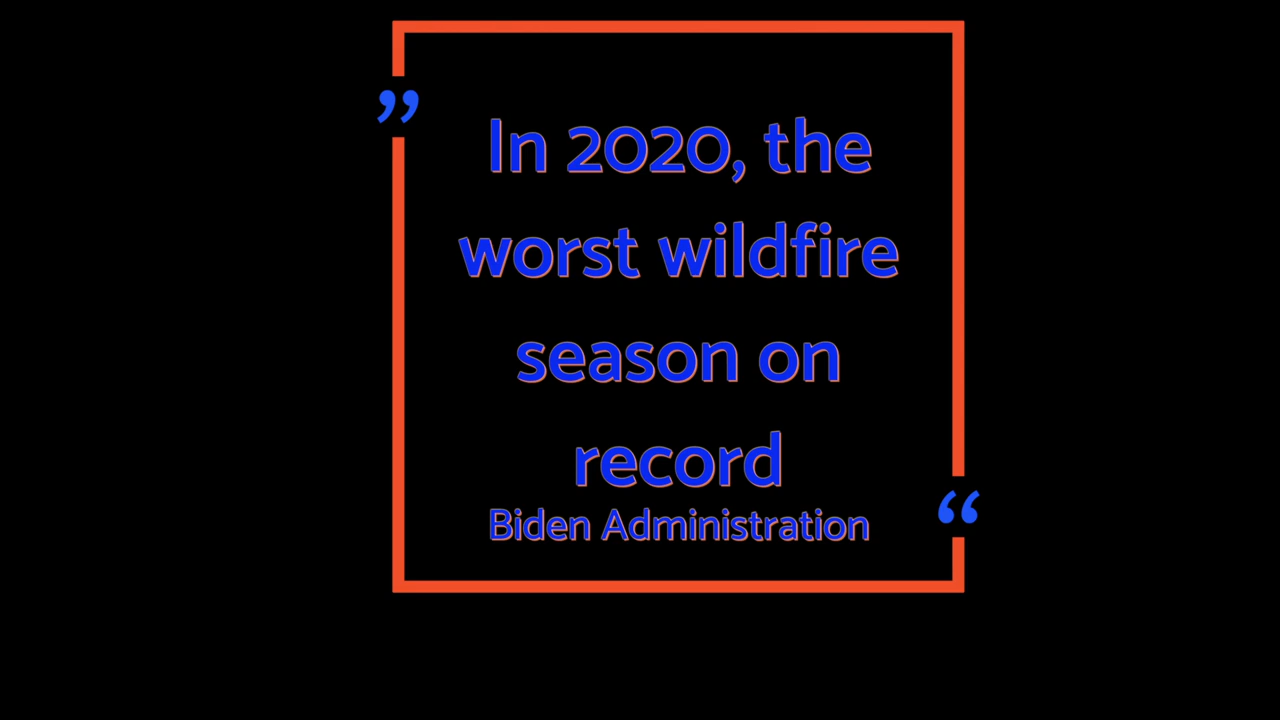 ”
In 2020, the
worst wildfire
season on
record
Biden Administration
“